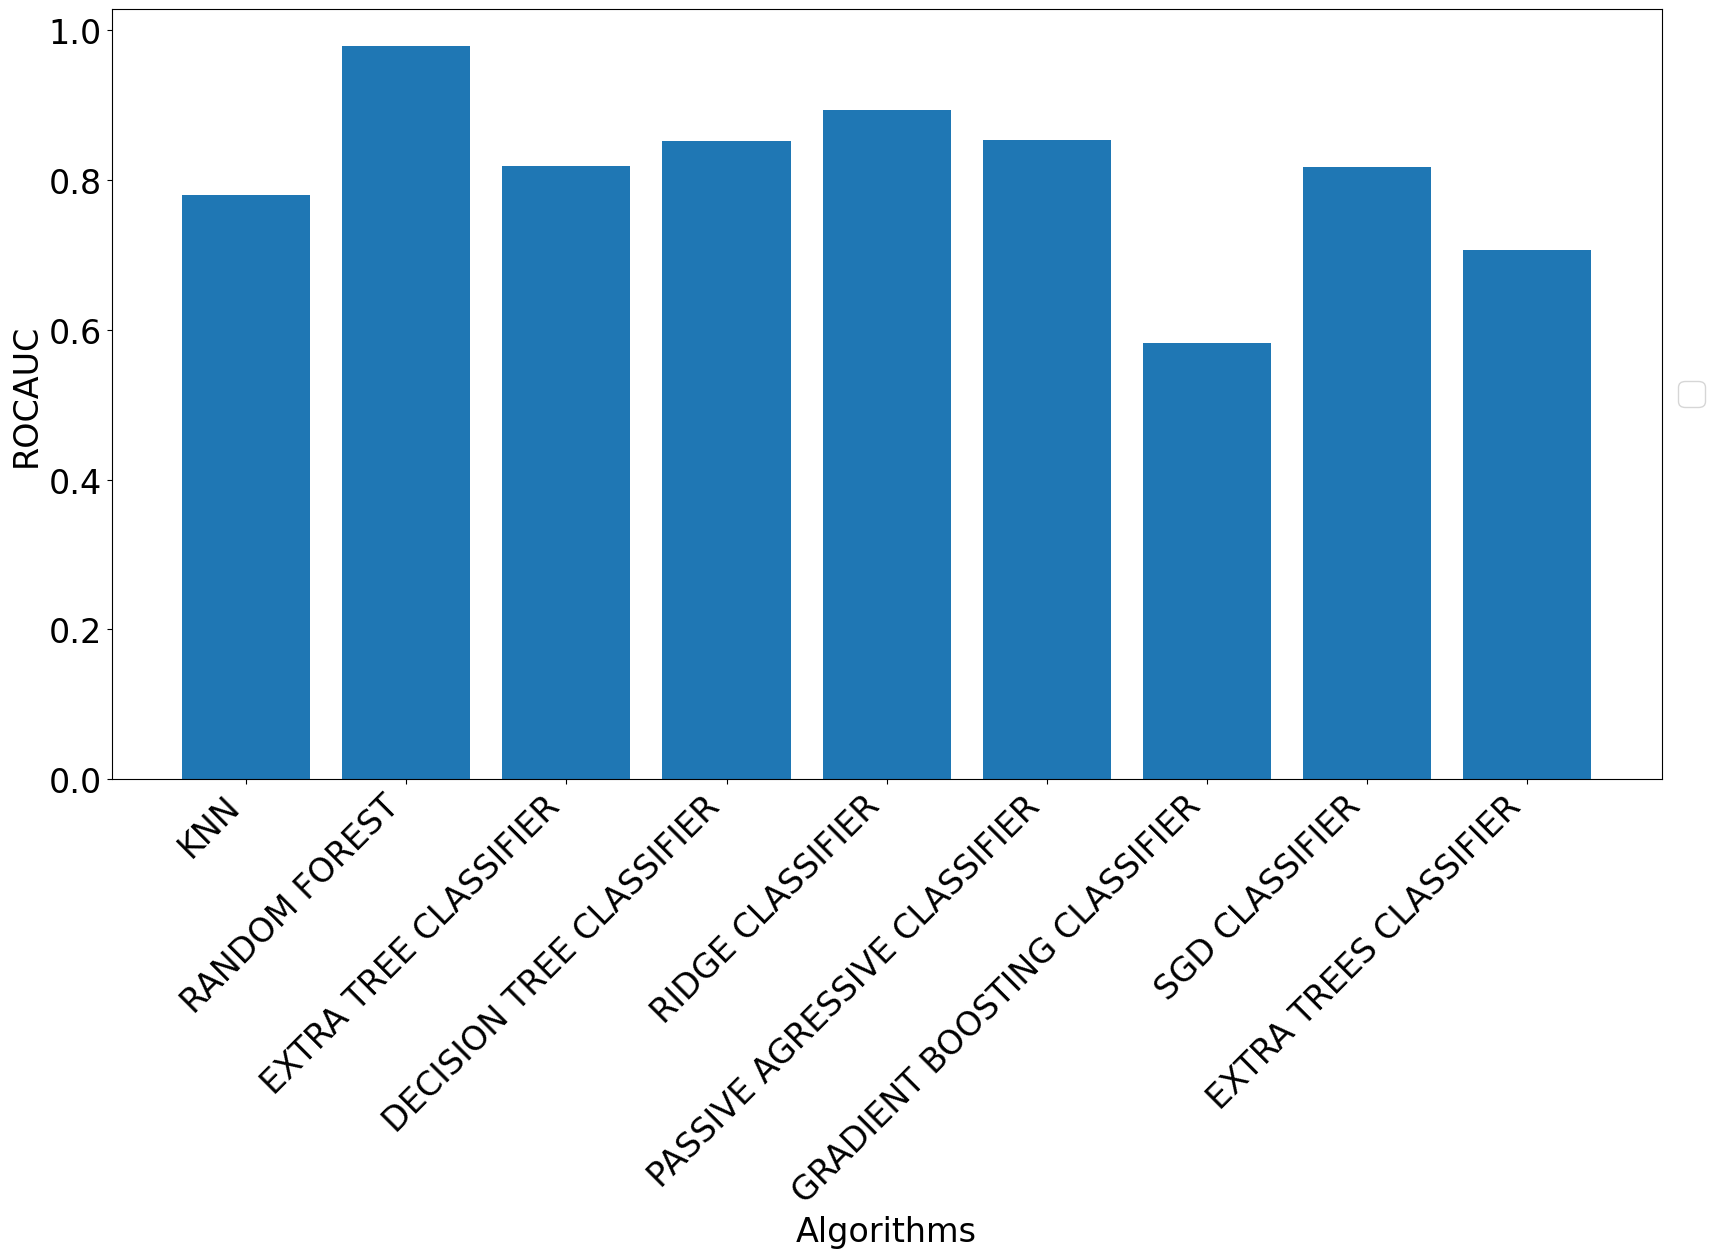 1.0
0.8
0.6
0.4
0.2
0.0
ROCAUC
KNN
RANDOM FOREST
EXTRA TREE CLASSIFIER
DECISION TREE CLASSIFIER
RIDGE CLASSIFIER
PASSIVE AGRESSIVE CLASSIFIER
GRADIENT BOOSTING CLASSIFIER
SGD CLASSIFIER
EXTRA TREES CLASSIFIER
Algorithms